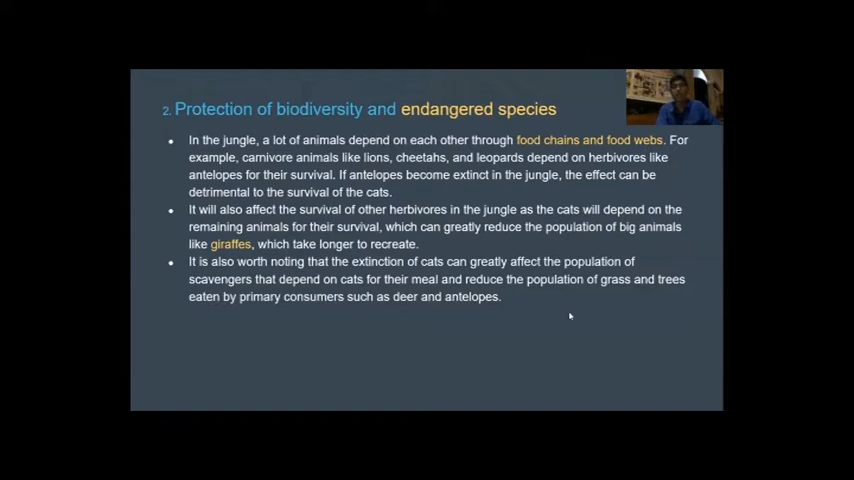 2. Protection of biodiversity and endangered species
• In the jungle, a lot of animals depend on each other through food chains and food webs. For
example, carnivore animals like lions, cheetahs, and leopards depend on herbivores like
antelopes for their survival. If antelopes become extinct in the jungle, the effect can be
detrimental to the survival of the cats.
• It will also affect the survival of other herbivores in the jungle as the cats will depend on the
remaining animals for their survival, which can greatly reduce the population of big animals
like giraffes, which take longer to recreate.
• It is also worth noting that the extinction of cats can greatly affect the population of
scavengers that depend on cats for their meal and reduce the population of grass and trees
eaten by primary consumers such as deer and antelopes.